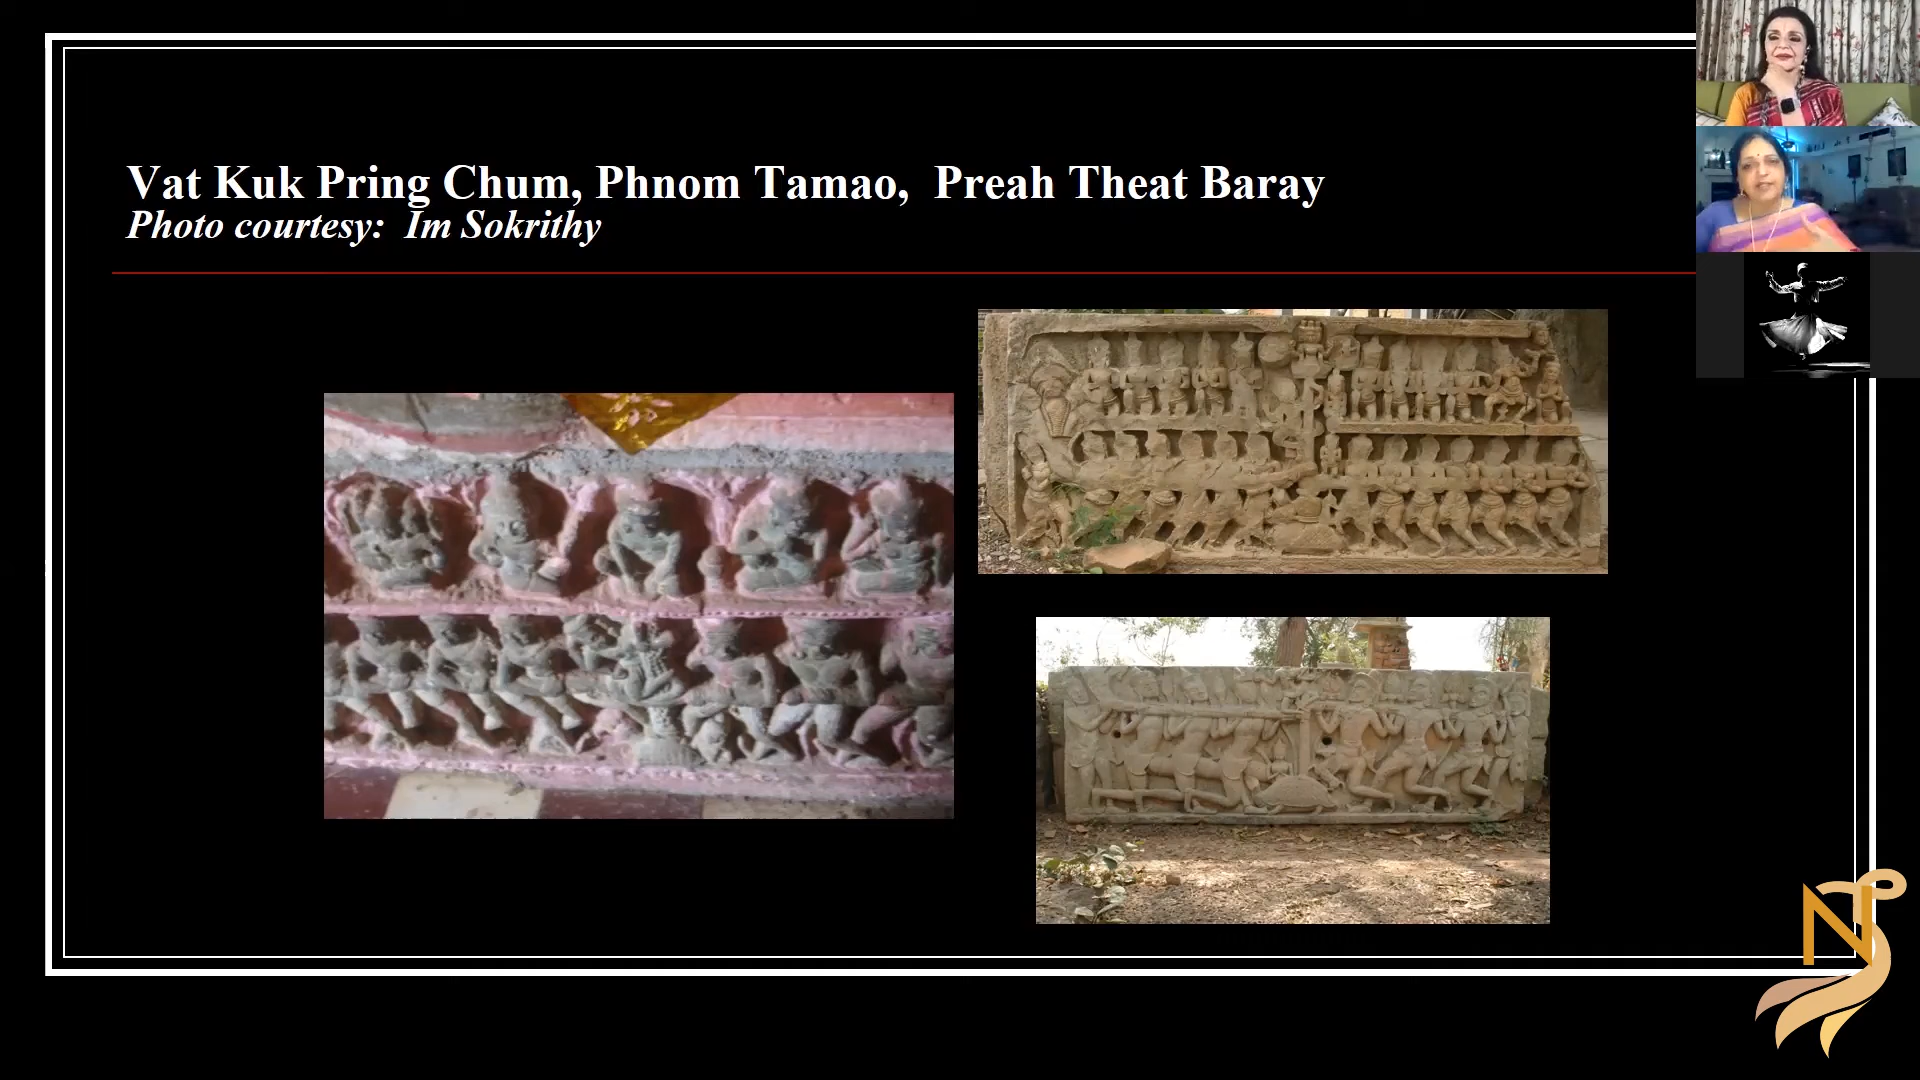 Vat Kuk Pring Chum, Phnom Tamao,  Preah Theat Baray
Photo courtesy:  Im Sokrithy
N